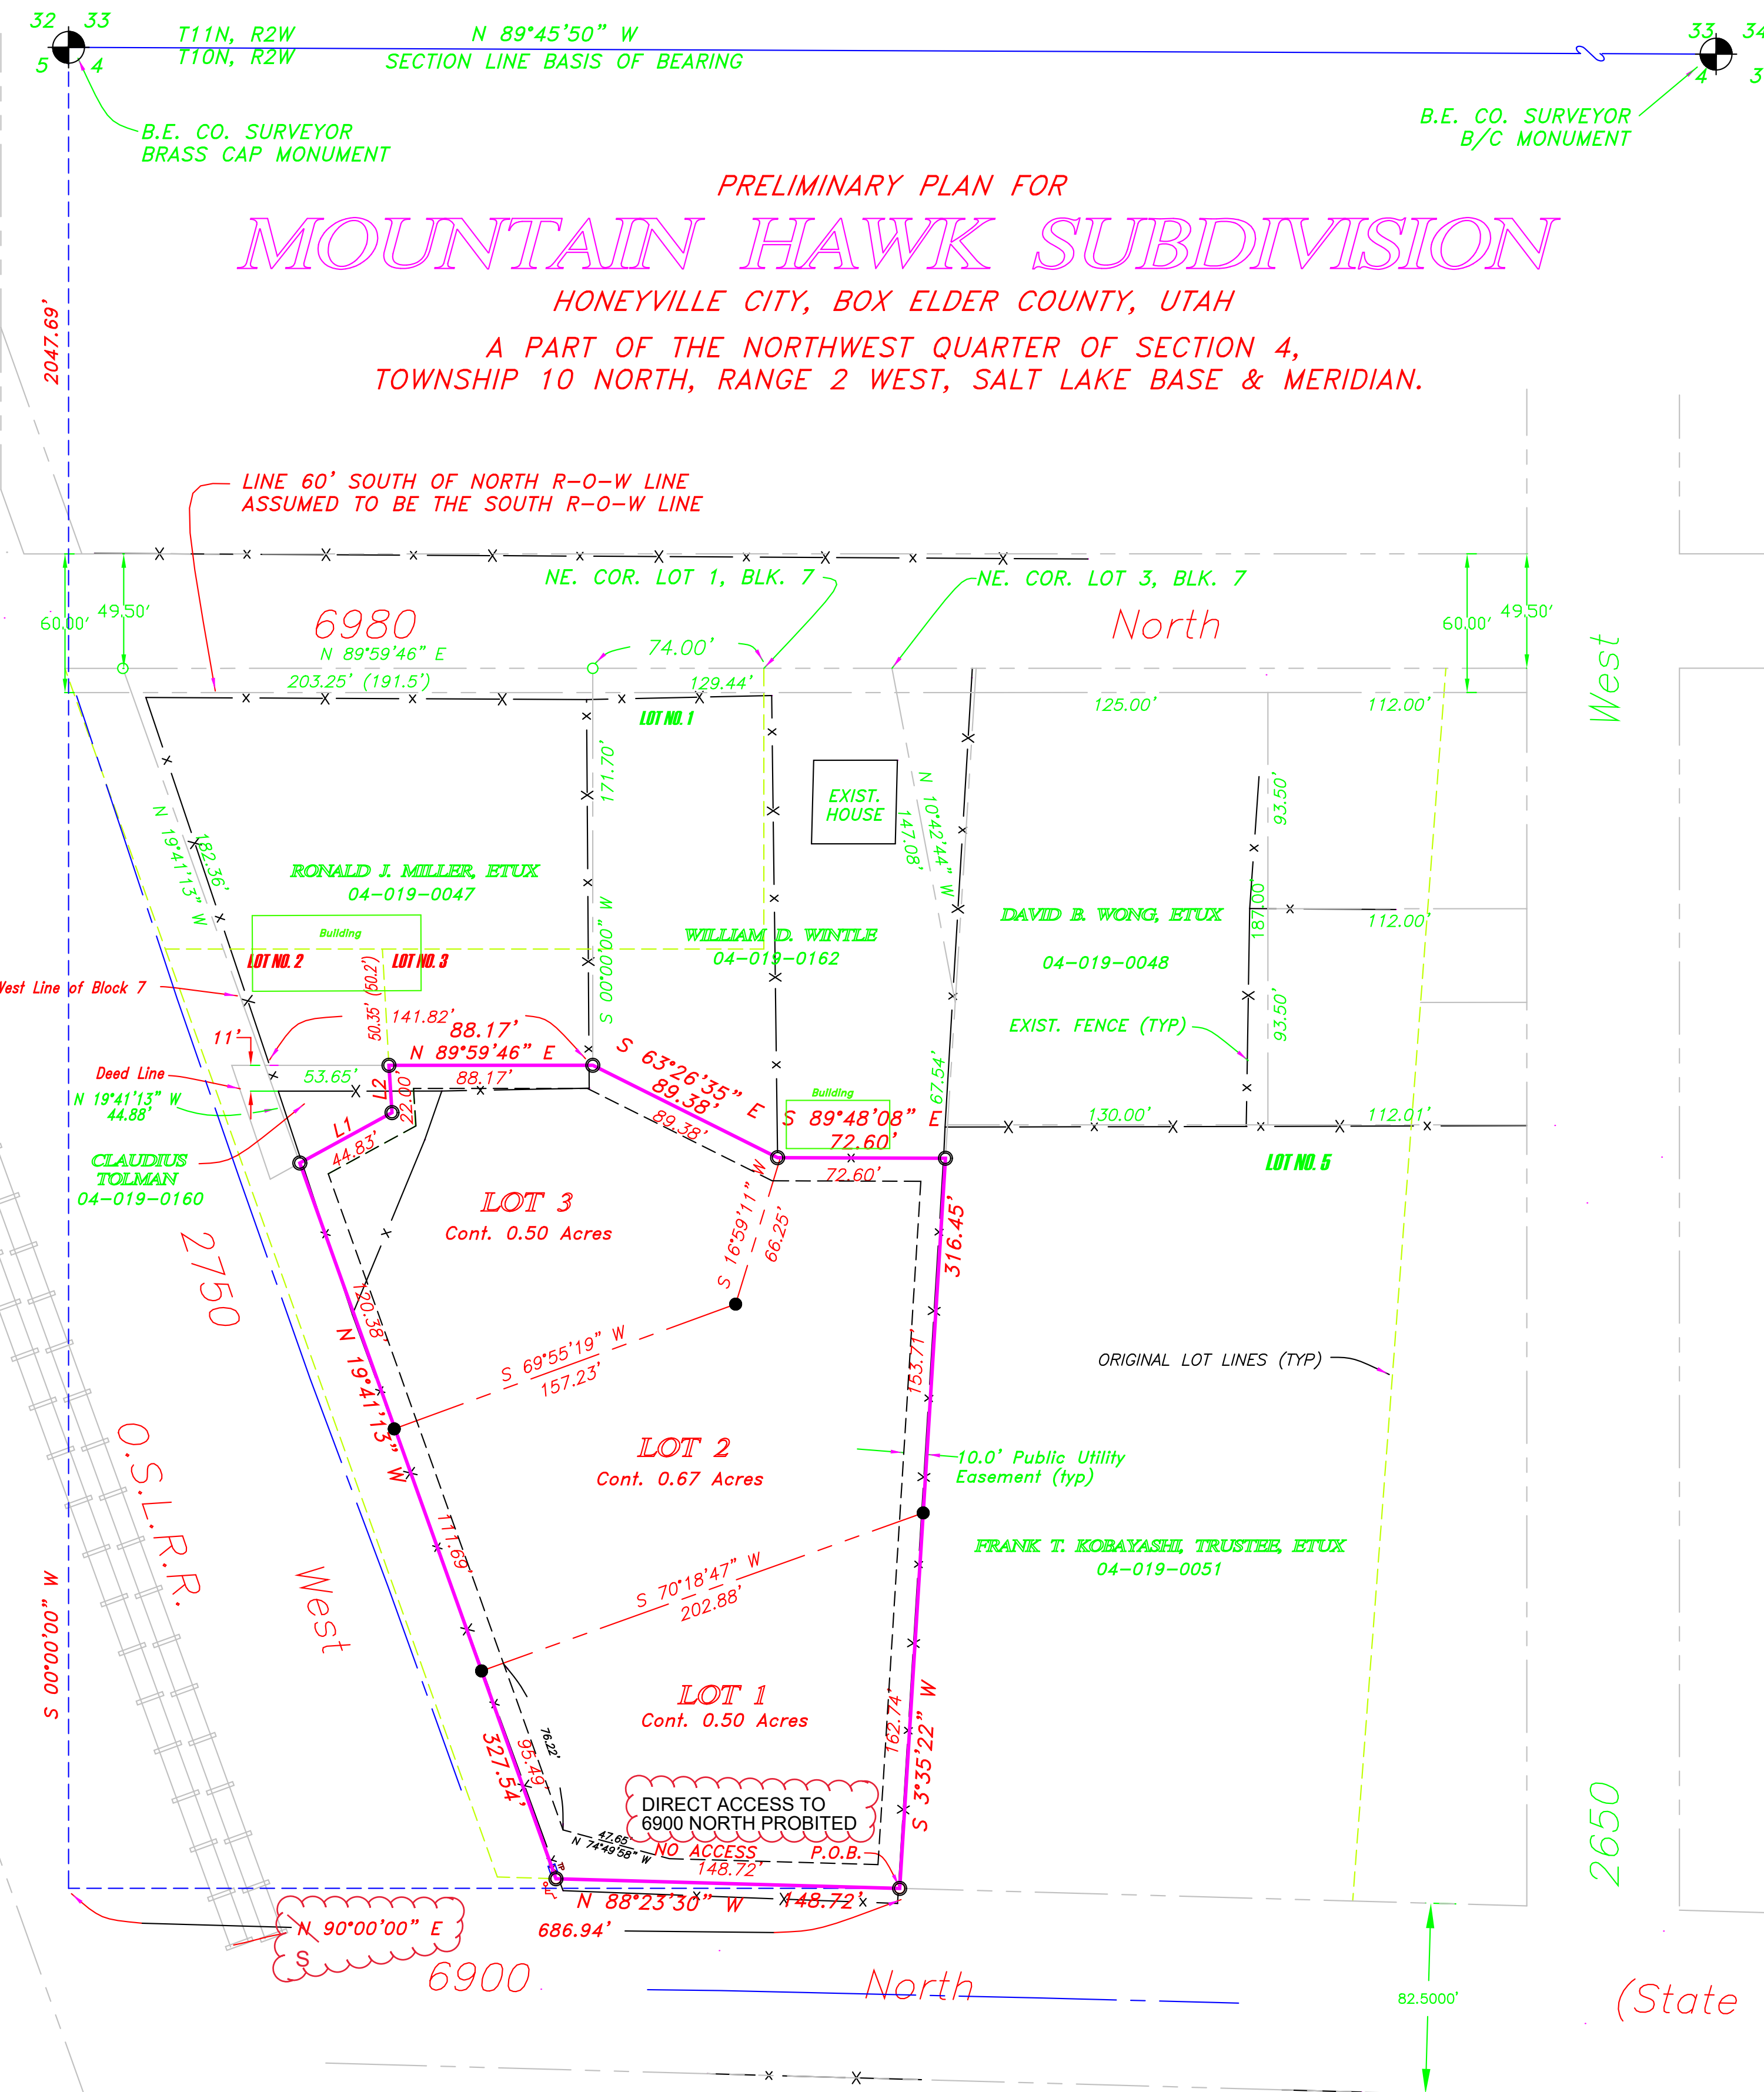 32 33
T11N, R2W
T10N, R2W
N 89°45'50" W
SECTION LINE BASIS OF BEARING
5 4
33 34
4 3
B.E. CO. SURVEYOR
BRASS CAP MONUMENT
B.E. CO. SURVEYOR
B/C MONUMENT
PRELIMINARY PLAN FOR
MOUNTAIN HAWK SUBDIVISION
HONEYVILLE CITY, BOX ELDER COUNTY, UTAH
A PART OF THE NORTHWEST QUARTER OF SECTION 4,
TOWNSHIP 10 NORTH, RANGE 2 WEST, SALT LAKE BASE & MERIDIAN.
2047.69'
LINE 60' SOUTH OF NORTH R-O-W LINE
ASSUMED TO BE THE SOUTH R-O-W LINE
NE. COR. LOT 1, BLK. 7
NE. COR. LOT 3, BLK. 7
60.00'
49.50'
6980
North
60.00'
49.50'
West
N 89°59'46" E
74.00'
203.25' (191.5')
129.44'
125.00'
112.00'
LOT NO. 1
171.70'
EXIST.
HOUSE
N 10°42'44" W
147.08'
93.50'
N 19°41'13" W
182.36'
RONALD J. MILLER, ETUX
04-019-0047
Building
LOT NO. 2
LOT NO. 3
S 00°00'00" W
WILLIAM D. WINTLE
04-019-0162
DAVID B. WONG, ETUX
04-019-0048
187.00'
112.00'
West Line of Block 7
50.35' (50.2')
141.82'
88.17'
N 89°59'46" E
88.17'
EXIST. FENCE (TYP)
93.50'
11'
Deed Line
53.65'
N 19°41'13" W
44.88'
L2
22.00'
L1
44.83'
S 63°26'35" E
89.38'
89.38'
Building
S 89°48'08" E
72.60'
72.60'
67.54'
130.00'
112.01'
LOT NO. 5
CLAUDIUS
TOLMAN
04-019-0160
LOT 3
Cont. 0.50 Acres
S 16°59'11" W
66.25'
316.45'
2750
120.38'
N 19°41'13" W
S 69°55'19" W
157.23'
153.71'
ORIGINAL LOT LINES (TYP)
O.S.L.R.R.
LOT 2
Cont. 0.67 Acres
10.0' Public Utility
Easement (typ)
111.69'
West
S 70°18'47" W
202.88'
FRANK T. KOBAYASHI, TRUSTEE, ETUX
04-019-0051
S 00°00'00" W
LOT 1
Cont. 0.50 Acres
76.22'
95.49'
327.54'
162.74'
S 3°35'22" W
2650
DIRECT ACCESS TO
6900 NORTH PROBITED
47.65'
N 74°49'58" W
NO ACCESS
P.O.B.
148.72'
N 88°23'30" W 148.72'
N 90°00'00" E
S
686.94'
6900
North
82.5000'
(State